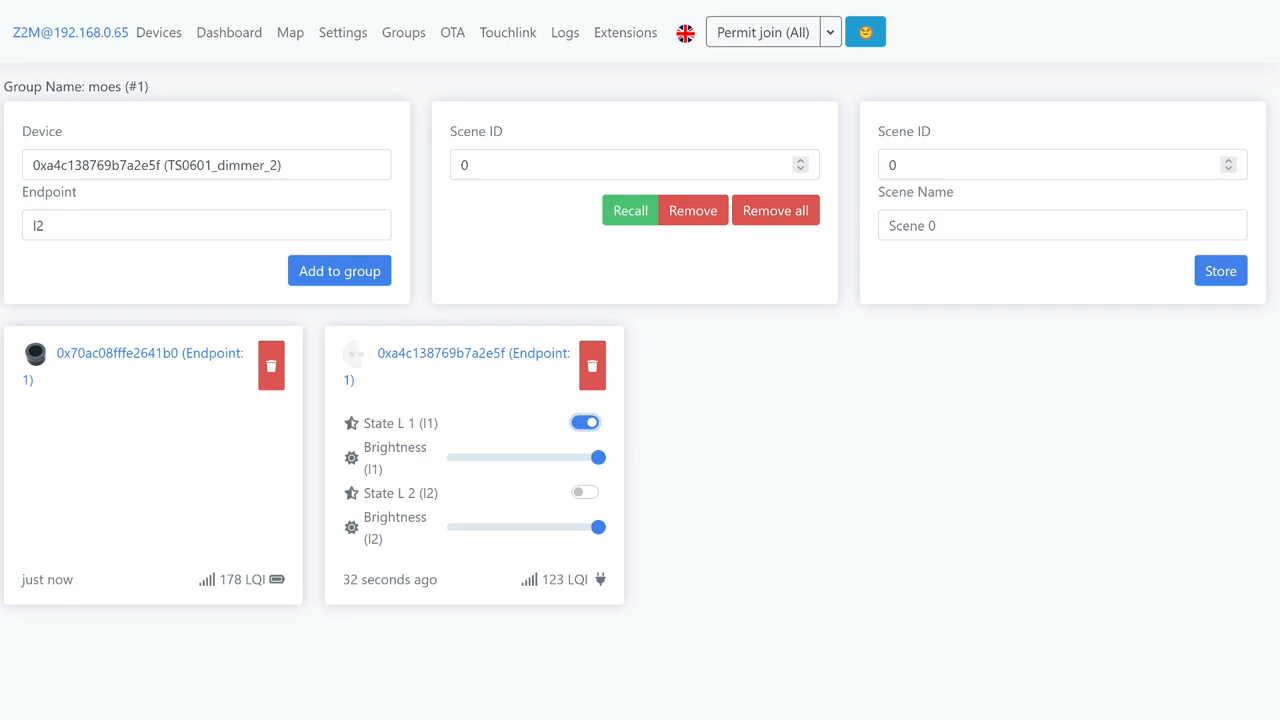 Z2M@192.168.0.65 Devices Dashboard Map Settings Groups OTA Touchlink Logs Extensions Permit join (All)
Group Name: moes (#1)
Device
0xa4c138769b7a2e5f (TS0601_dimmer_2)
Endpoint
l2
Add to group
Scene ID
0
Recall Remove Remove all
Scene ID
0
Scene Name
Scene 0
Store
0x70ac08fffe2641b0 (Endpoint:
1)
just now 178 LQI
0xa4c138769b7a2e5f (Endpoint:
1)
State L 1 (l1)
Brightness
(l1)
State L 2 (l2)
Brightness
(l2)
32 seconds ago 123 LQI